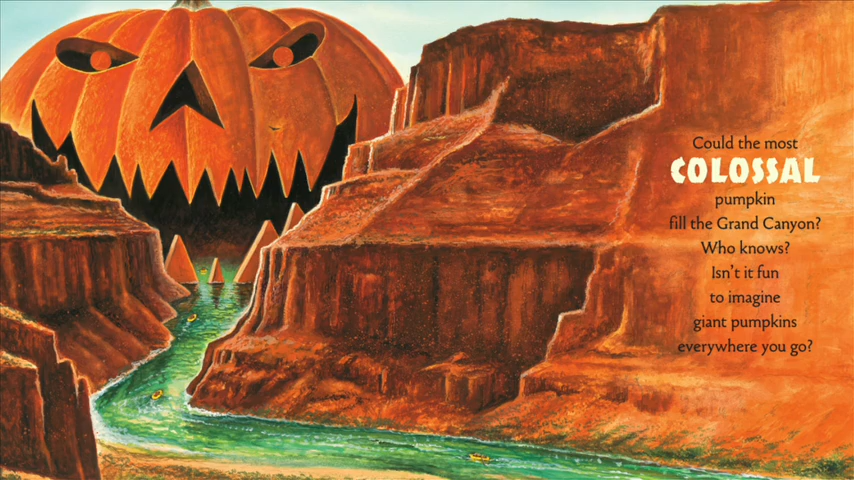 Could the most
COLOSSAL
pumpkin
fill the Grand Canyon?
Who knows?
Isn't it fun
to imagine
giant pumpkins
everywhere you go?